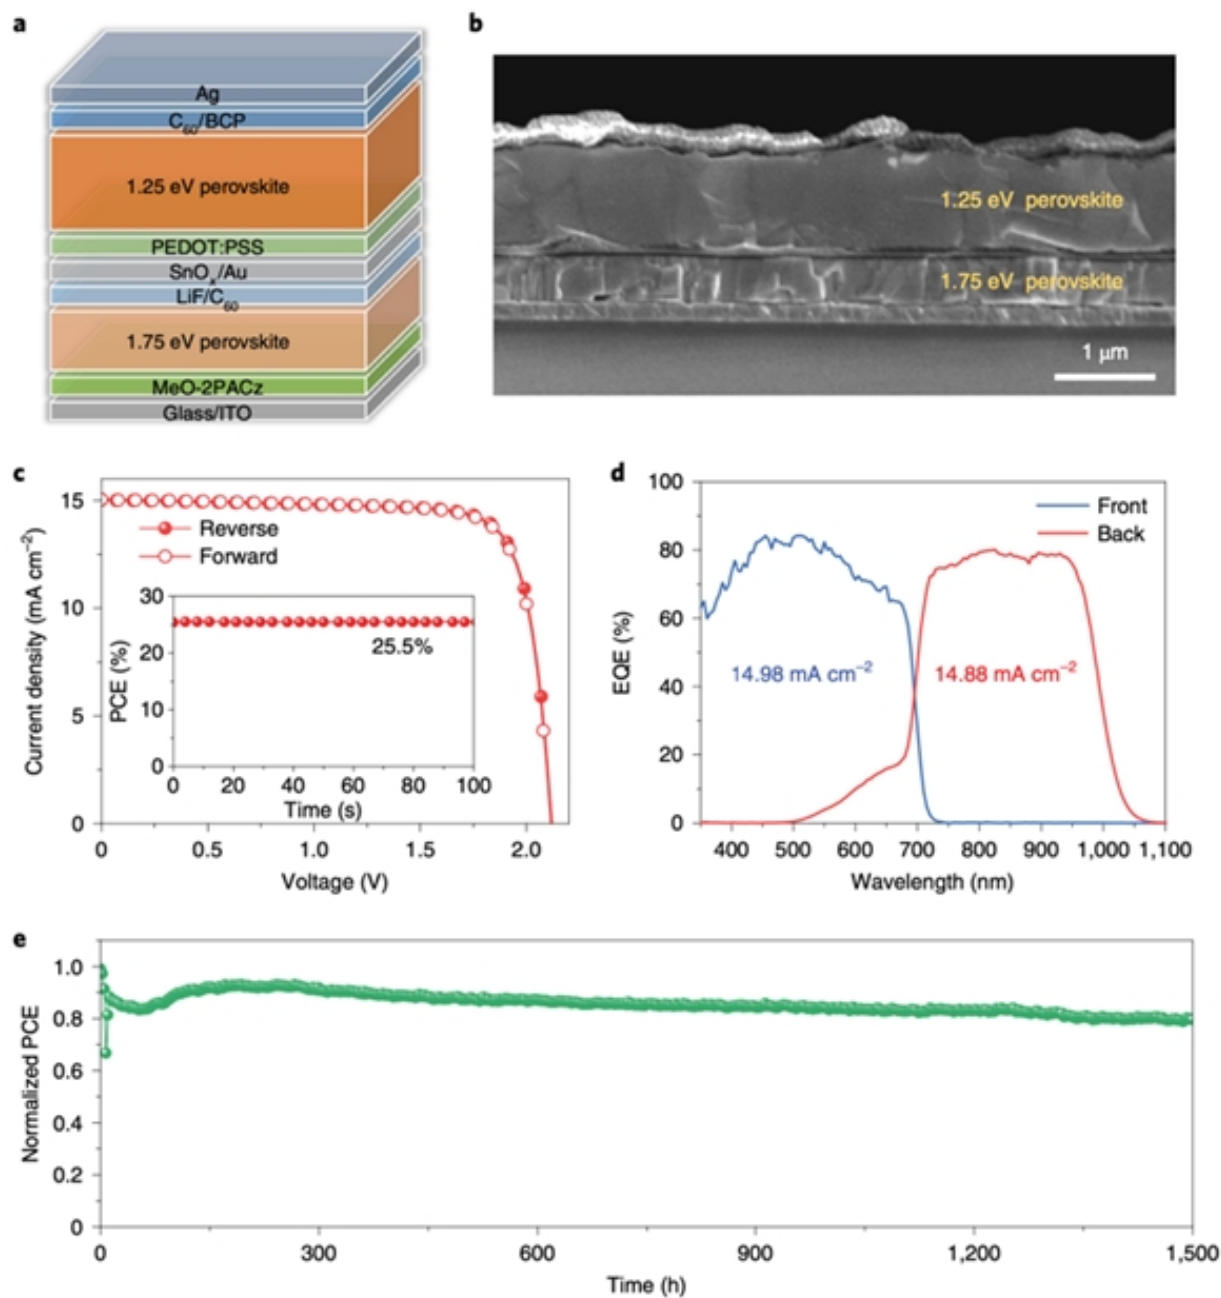 a
Ag
C60/BCP
1.25 eV perovskite
PEDOT:PSS
SnOx/Au
LiF/C60
1.75 eV perovskite
MeO-2PACz
Glass/ITO
b
1.25 eV perovskite
1.75 eV perovskite
1 μm
c
Current density (mA cm−2)
15
10
5
0
Reverse
Forward
PCE (%)
30
20
10
0
25.5%
0 20 40 60 80 100
Time (s)
0 0.5 1.0 1.5 2.0
Voltage (V)
d
EQE (%)
100
80
60
40
20
0
Front
Back
14.98 mA cm−2
14.88 mA cm−2
400 500 600 700 800 900 1,000 1,100
Wavelength (nm)
e
Normalized PCE
1.0
0.8
0.6
0.4
0.2
0
0 300 600 900 1,200 1,500
Time (h)